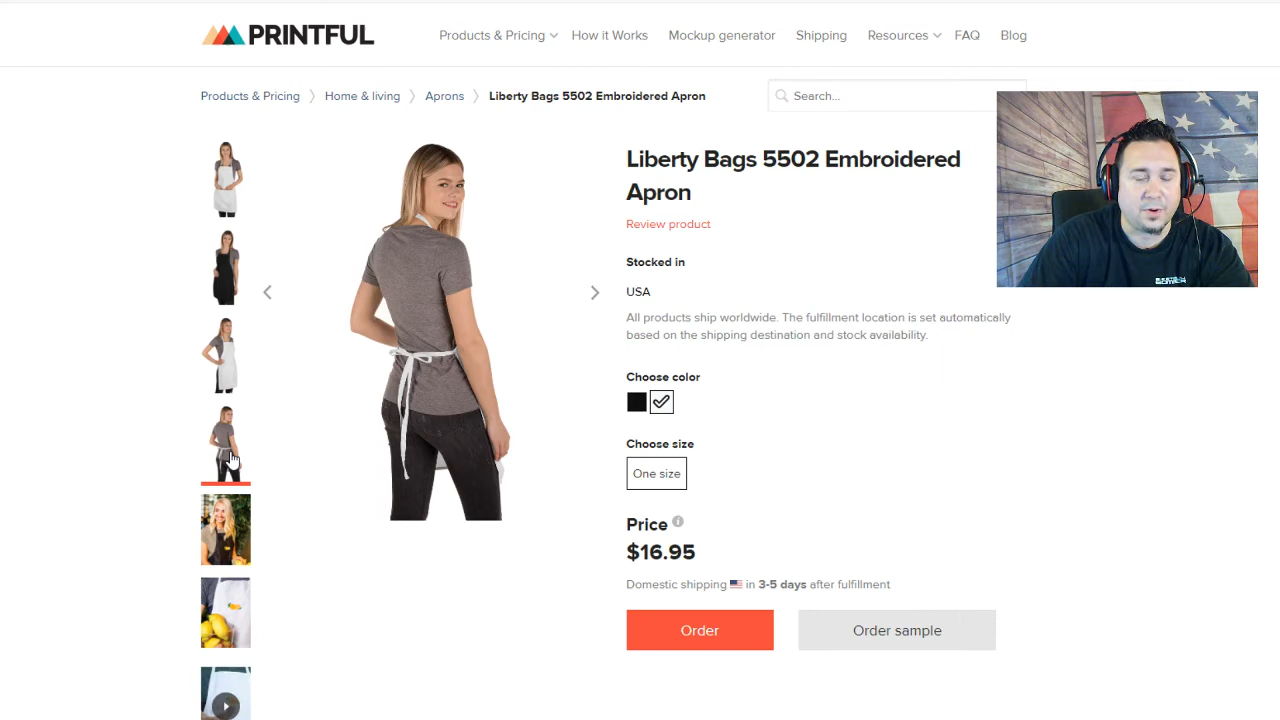 PRINTFUL
Products & Pricing
How it Works
Mockup generator
Shipping
Resources
FAQ
Blog
Products & Pricing
Home & living
Aprons
Liberty Bags 5502 Embroidered Apron
Search...
Liberty Bags 5502 Embroidered
Apron
Review product
Stocked in
USA
All products ship worldwide. The fulfillment location is set automatically
based on the shipping destination and stock availability.
Choose color
Choose size
One size
Price
$16.95
Domestic shipping in 3-5 days after fulfillment
Order
Order sample